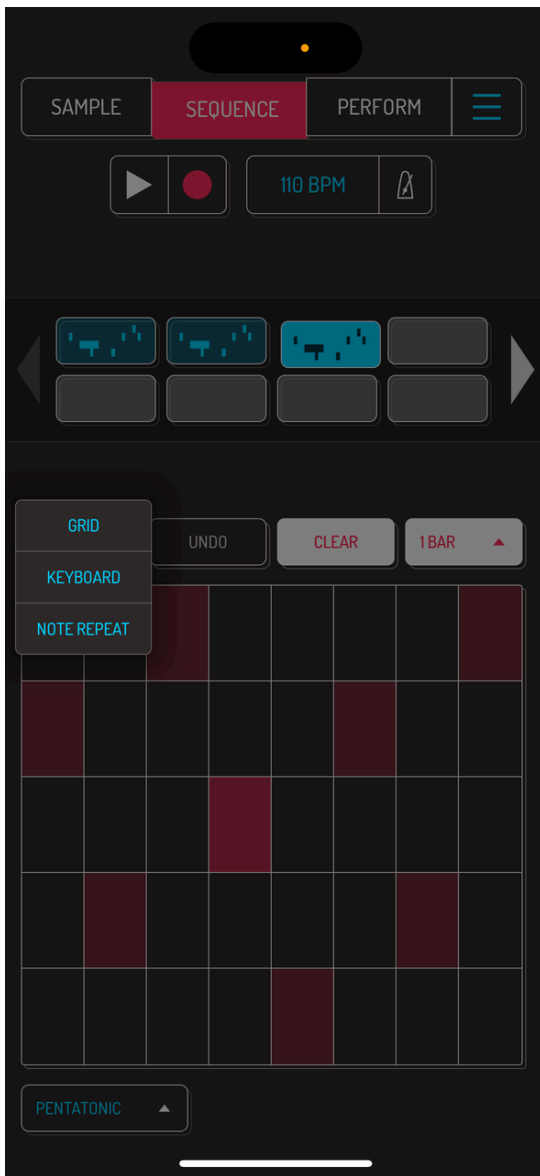 SAMPLE
SEQUENCE
PERFORM
110 BPM
GRID
KEYBOARD
NOTE REPEAT
UNDO
CLEAR
1 BAR
PENTATONIC